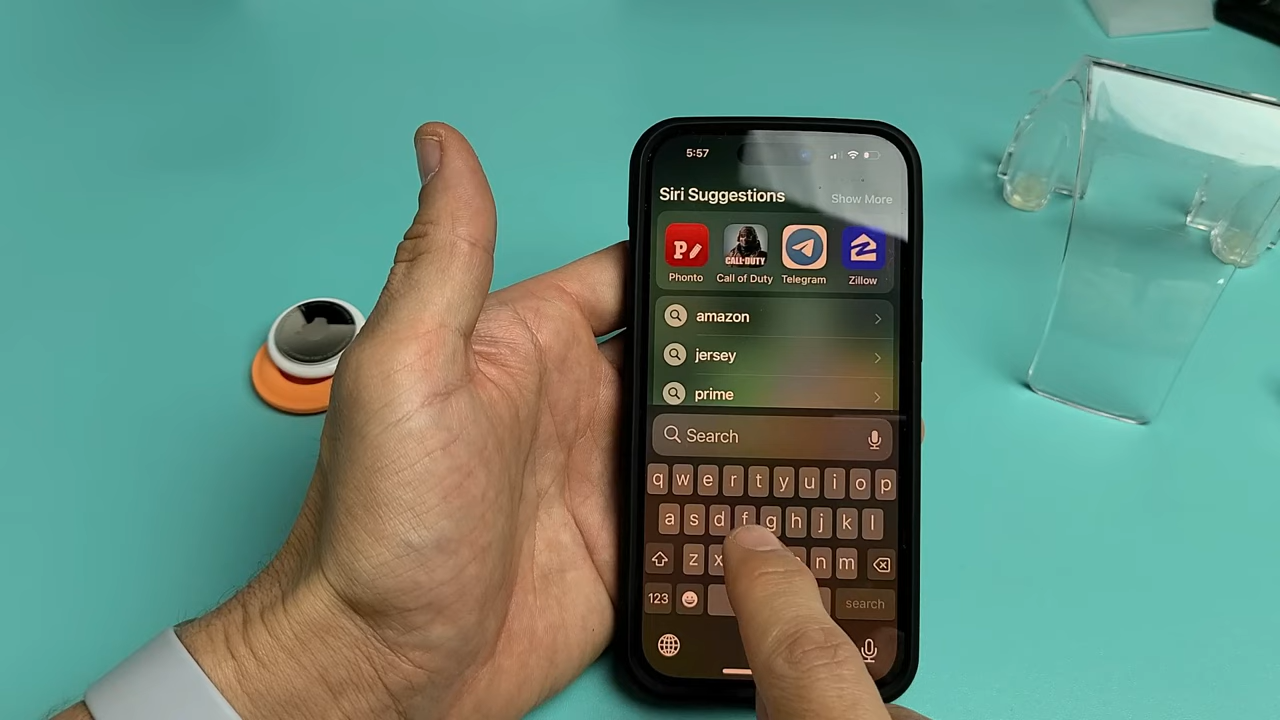 5:57
Siri Suggestions Show More
P CALL OF DUTY
Phonto Call of Duty Telegram Zillow
amazon
jersey
prime
Search
q w e r t y u i o p
a s d f g h j k l
z x n m
123 search